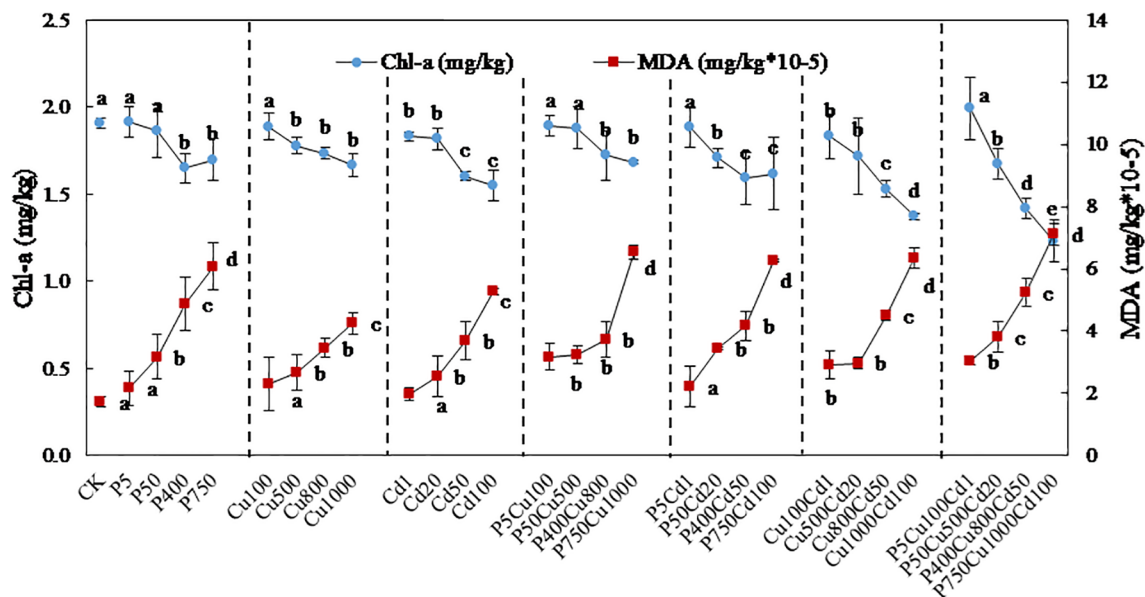 2.5
14
Chl-a (mg/kg)
MDA (mg/kg*10-5)
12
a a a a b b a a a b a
2.0
b b b b b b b
10
b b b c c b b c c c d
1.5
8
d e
Chl-a (mg/kg)
MDA (mg/kg*10-5)
d d d d d
1.0
6
c c c b c c
b b b b b b
0.5
4
a a a b b a b b
2
0.0
0
CK
P5
P50
P400
P750
Cu100
Cu500
Cu800
Cu1000
Cd1
Cd20
Cd50
Cd100
P5Cu100
P50Cu500
P400Cu800
P750Cu1000
P5Cd1
P50Cd20
P400Cd50
P750Cd100
Cu100Cd1
Cu500Cd20
Cu800Cd50
Cu1000Cd100
P5Cu100Cd1
P50Cu500Cd20
P400Cu800Cd50
P750Cu1000Cd100